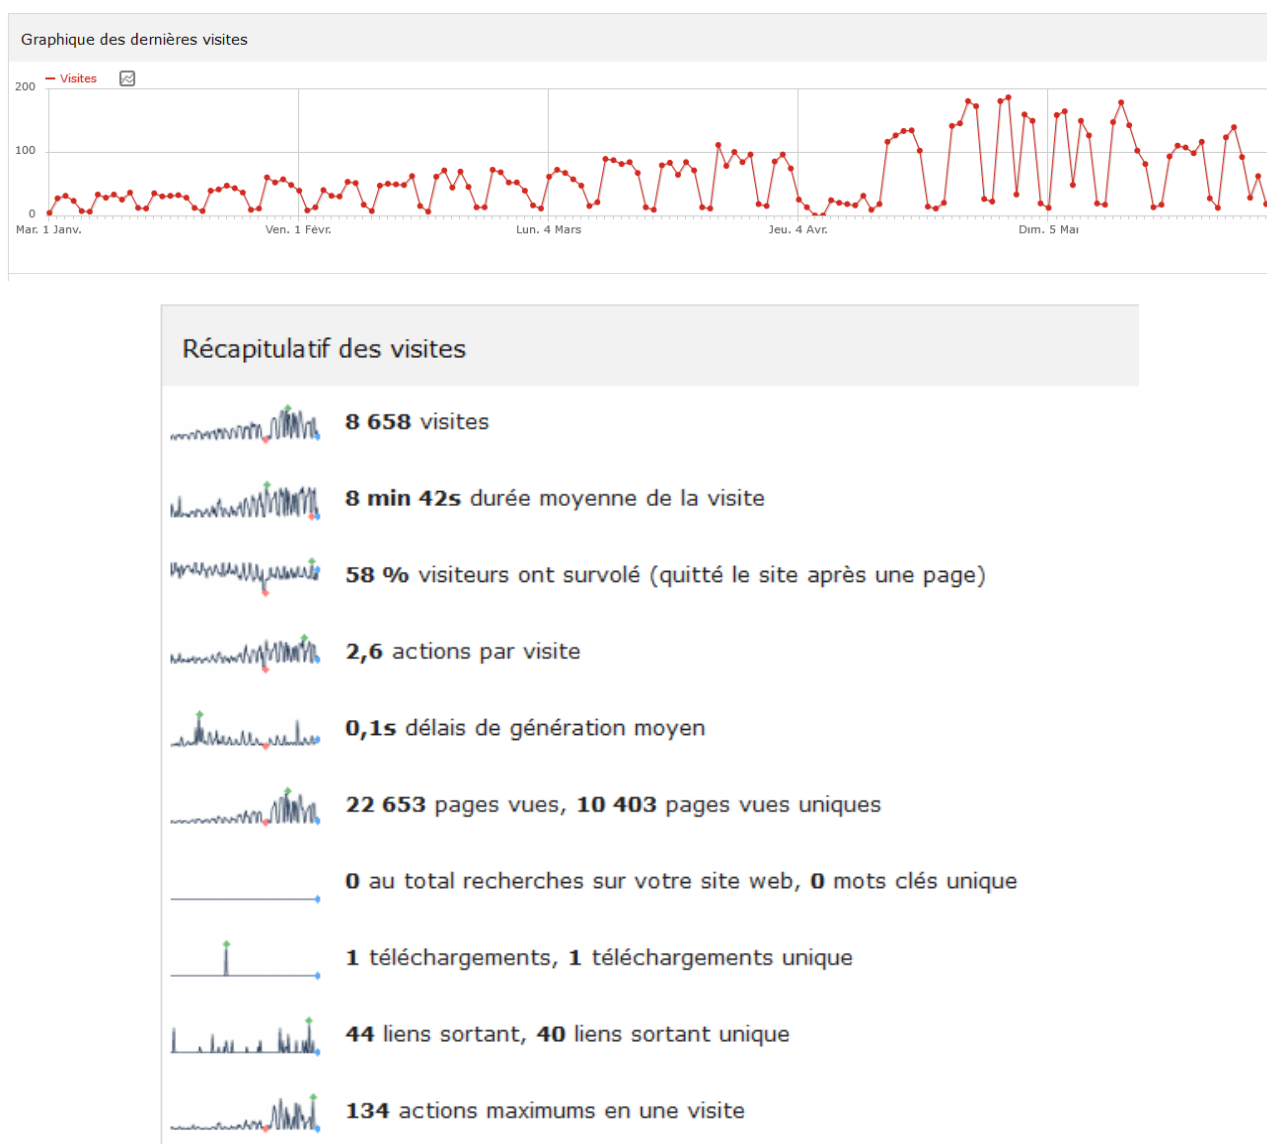 Graphique des dernières visites
Visites
200
100
0
Mar. 1 Janv. Ven. 1 Févr. Lun. 4 Mars Jeu. 4 Avr. Dim. 5 Mai
Récapitulatif des visites
8 658 visites
8 min 42s durée moyenne de la visite
58 % visiteurs ont survolé (quitté le site après une page)
2,6 actions par visite
0,1s délais de génération moyen
22 653 pages vues, 10 403 pages vues uniques
0 au total recherches sur votre site web, 0 mots clés unique
1 téléchargements, 1 téléchargements unique
44 liens sortant, 40 liens sortant unique
134 actions maximums en une visite